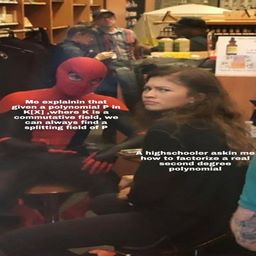 Me explainin that
given a polynomial P in
K[X] ,where K is a
commutative field, we
can always find a
splitting field of P
A highschooler askin me
how to factorize a real
second degree
polynomial